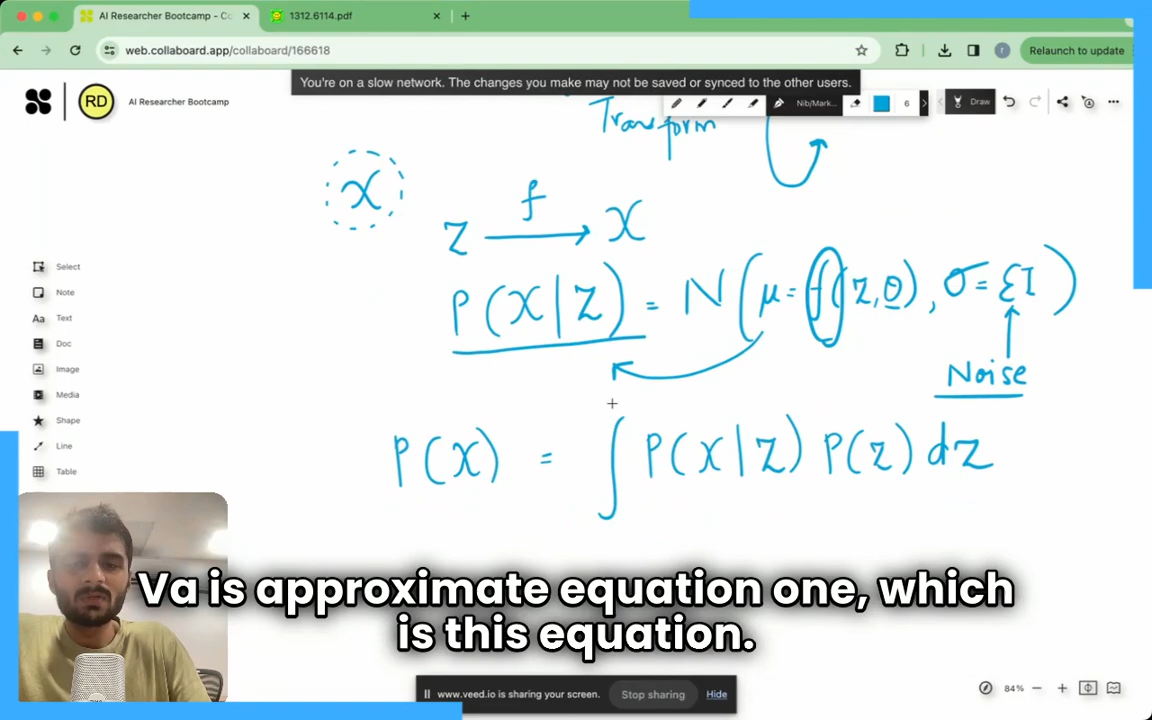 AI Researcher Bootcamp - Co
1312.6114.pdf
web.collaboard.app/collaboard/166618
Relaunch to update
You're on a slow network. The changes you make may not be saved or synced to the other users.
RD
AI Researcher Bootcamp
Nib/Mark...
6
Draw
Transform
x
z f x
P(x|z) = N(μ = f(z,θ), σ = εI)
Noise
P(x) = ∫ P(x|z) P(z) dz
Select
Note
Text
Doc
Image
Media
Shape
Line
Table
Va is approximate equation one, which
is this equation.
www.veed.io is sharing your screen.
Stop sharing
Hide
84%